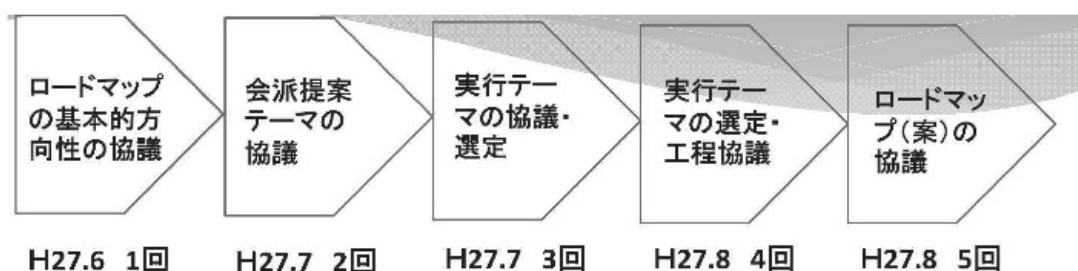 ロードマップ
の基本的方
向性の協議
会派提案
テーマの
協議
実行テー
マの協議・
選定
実行テー
マの選定・
工程協議
ロードマッ
プ(案)の
協議
H27.6 1回
H27.7 2回
H27.7 3回
H27.8 4回
H27.8 5回